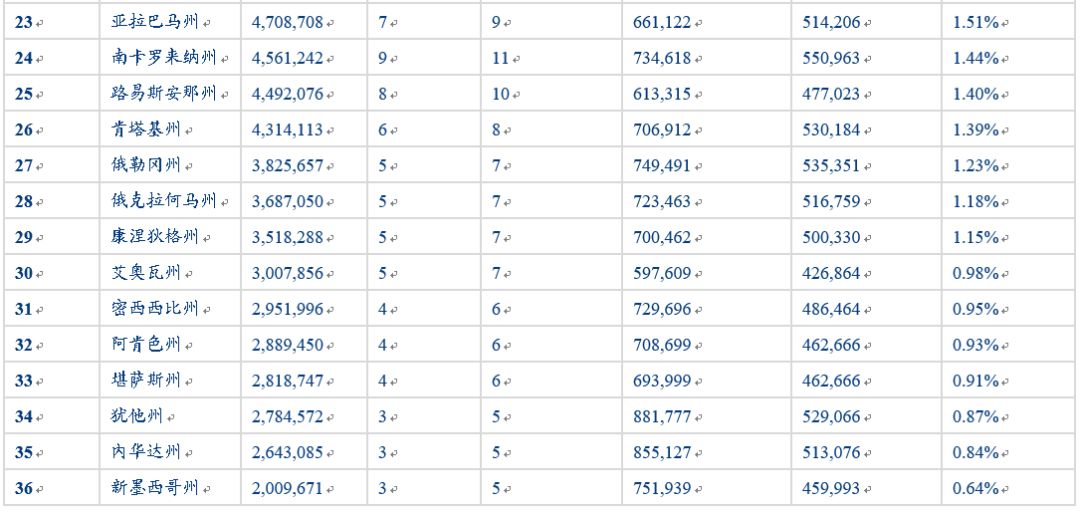 23 亚拉巴马州 4,708,708 7 9 661,122 514,206 1.51%
24 南卡罗来纳州 4,561,242 9 11 734,618 550,963 1.44%
25 路易斯安那州 4,492,076 8 10 613,315 477,023 1.40%
26 肯塔基州 4,314,113 6 8 706,912 530,184 1.39%
27 俄勒冈州 3,825,657 5 7 749,491 535,351 1.23%
28 俄克拉何马州 3,687,050 5 7 723,463 516,759 1.18%
29 康涅狄格州 3,518,288 5 7 700,462 500,330 1.15%
30 艾奥瓦州 3,007,856 5 7 597,609 426,864 0.98%
31 密西西比州 2,951,996 4 6 729,696 486,464 0.95%
32 阿肯色州 2,889,450 4 6 708,699 462,666 0.93%
33 堪萨斯州 2,818,747 4 6 693,999 462,666 0.91%
34 犹他州 2,784,572 3 5 881,777 529,066 0.87%
35 内华达州 2,643,085 3 5 855,127 513,076 0.84%
36 新墨西哥州 2,009,671 3 5 751,939 459,993 0.64%